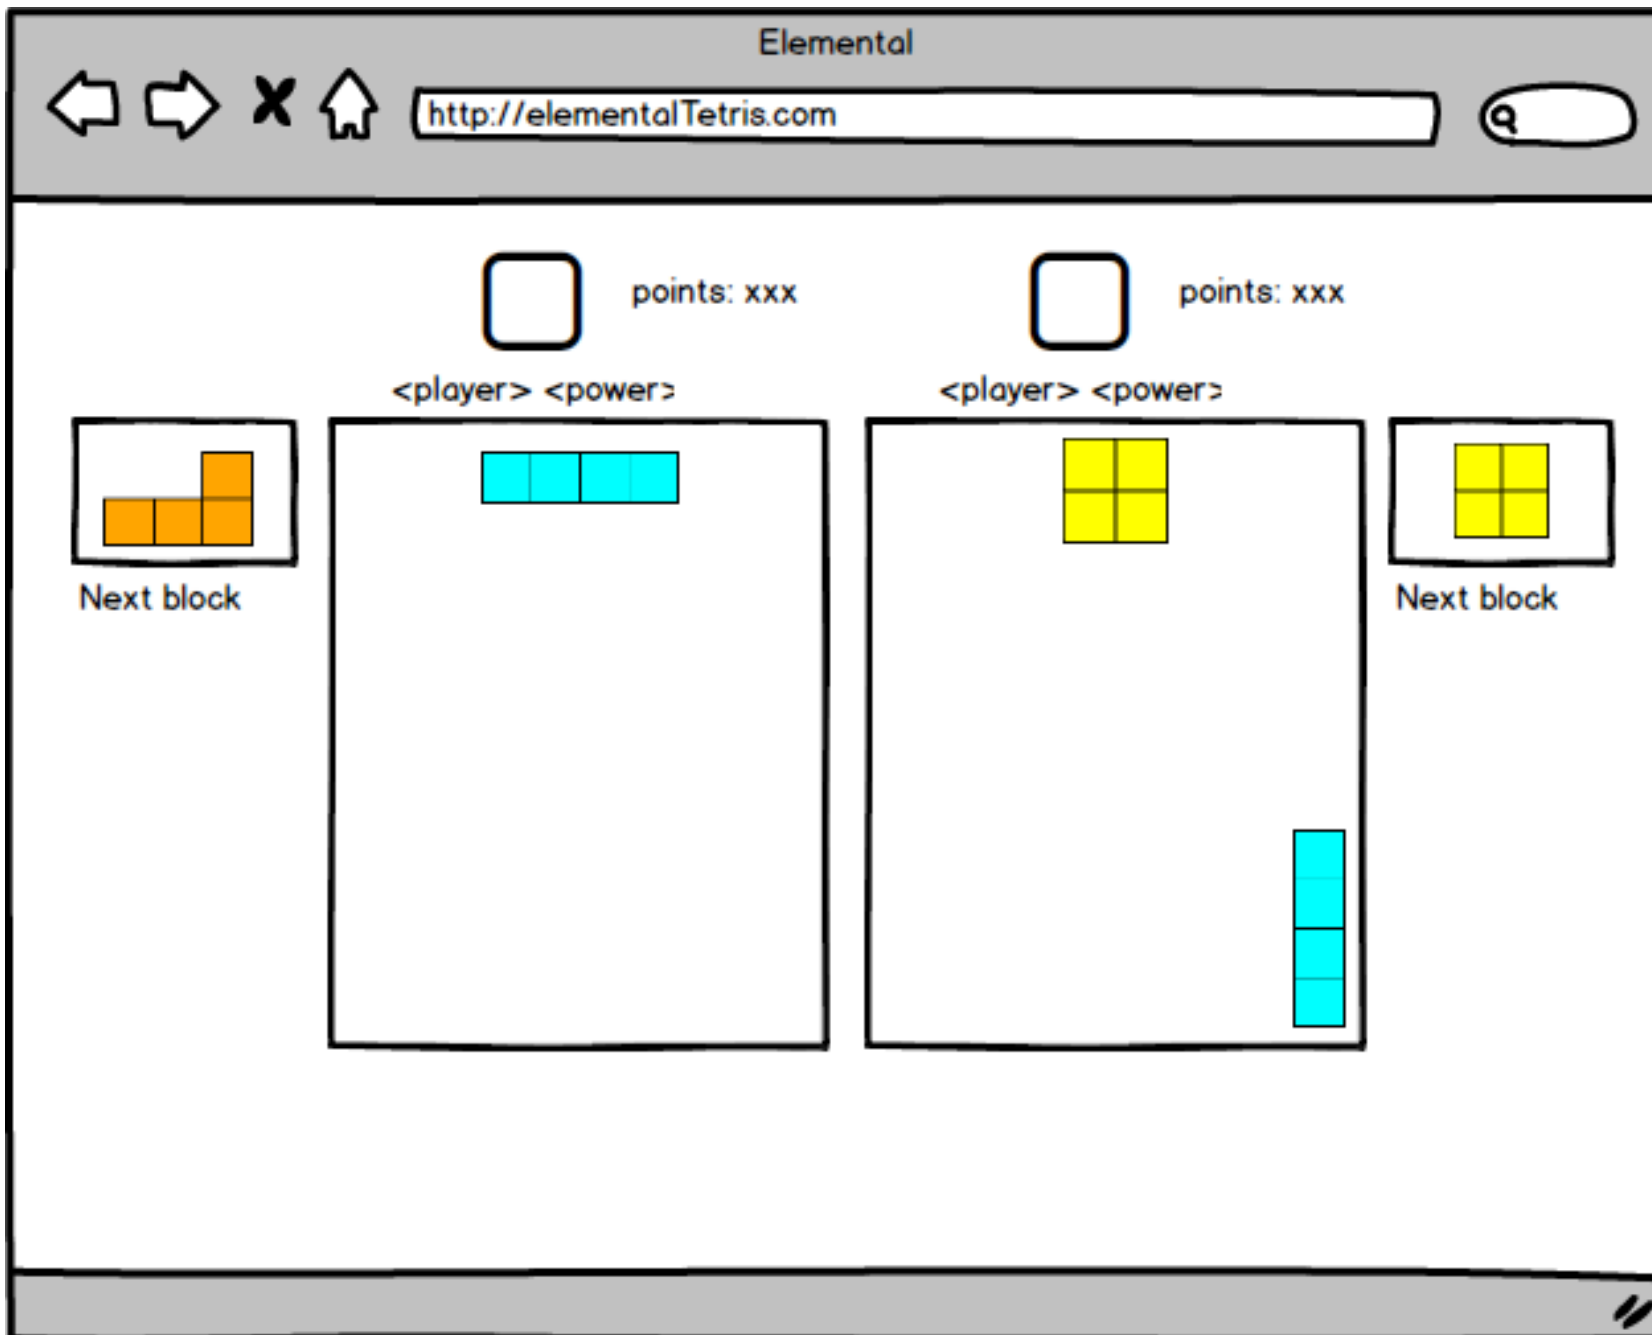 Elemental
http://elementalTetris.com
points: xxx
points: xxx
<player> <power>
<player> <power>
Next block
Next block